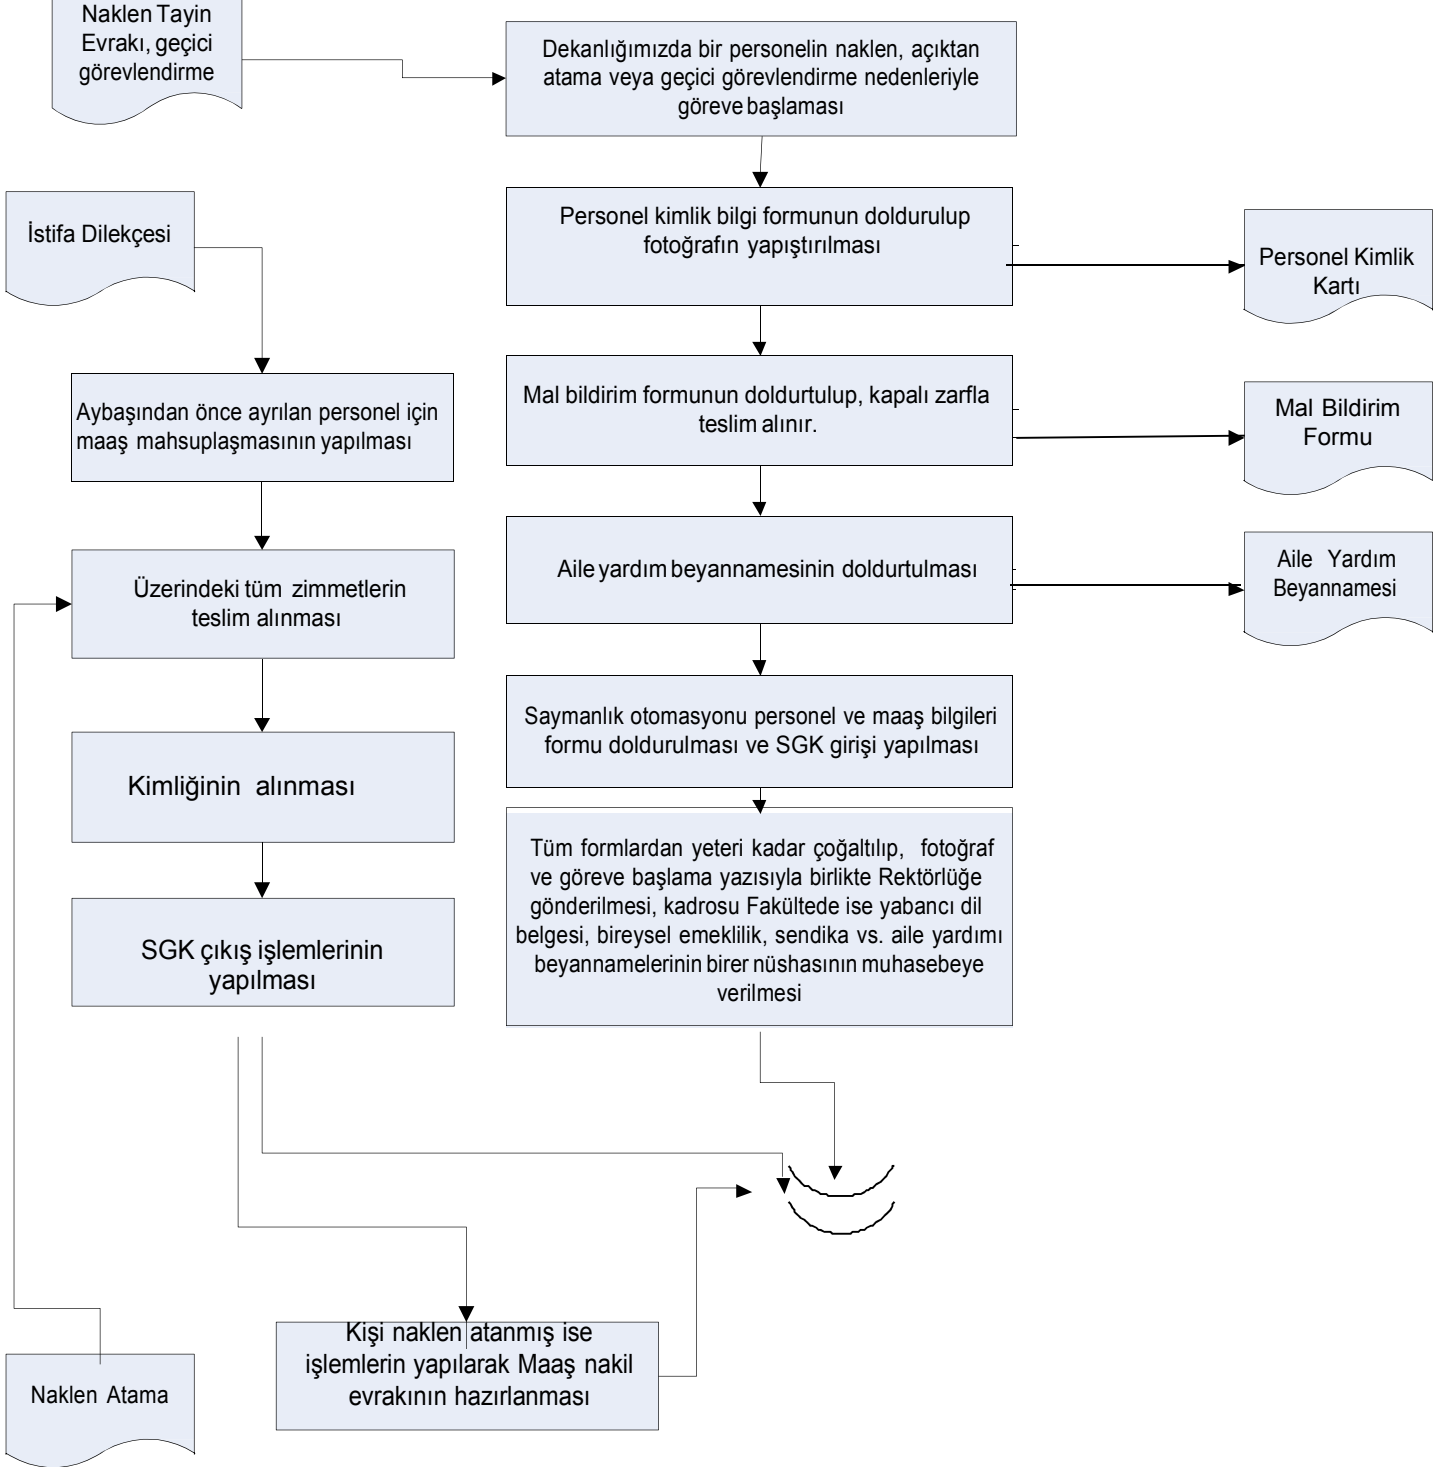 Naklen Tayin
Evrakı, geçici
görevlendirme
Dekanlığımızda bir personelin naklen, açıktan
atama veya geçici görevlendirme nedenleriyle
göreve başlaması
İstifa Dilekçesi
Personel kimlik bilgi formunun doldurulup
fotoğrafın yapıştırılması
Personel Kimlik
Kartı
Aybaşından önce ayrılan personel için
maaş mahsuplaşmasının yapılması
Mal bildirim formunun doldurtulup, kapalı zarfla
teslim alınır.
Mal Bildirim
Formu
Üzerindeki tüm zimmetlerin
teslim alınması
Aile yardım beyannamesinin doldurtulması
Aile Yardım
Beyannamesi
Kimliğinin alınması
Saymanlık otomasyonu personel ve maaş bilgileri
formu doldurulması ve SGK girişi yapılması
SGK çıkış işlemlerinin
yapılması
Tüm formlardan yeteri kadar çoğaltılıp, fotoğraf
ve göreve başlama yazısıyla birlikte Rektörlüğe
gönderilmesi, kadrosu Fakültede ise yabancı dil
belgesi, bireysel emeklilik, sendika vs. aile yardımı
beyannamelerinin birer nüshasının muhasebeye
verilmesi
Naklen Atama
Kişi naklen atanmış ise
işlemlerin yapılarak Maaş nakil
evrakının hazırlanması